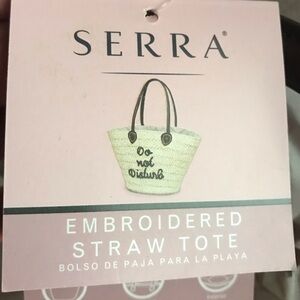 SERRA®
Do
not
Disturb
EMBROIDERED
STRAW TOTE
BOLSO DE PAJA PARA LA PLAYA